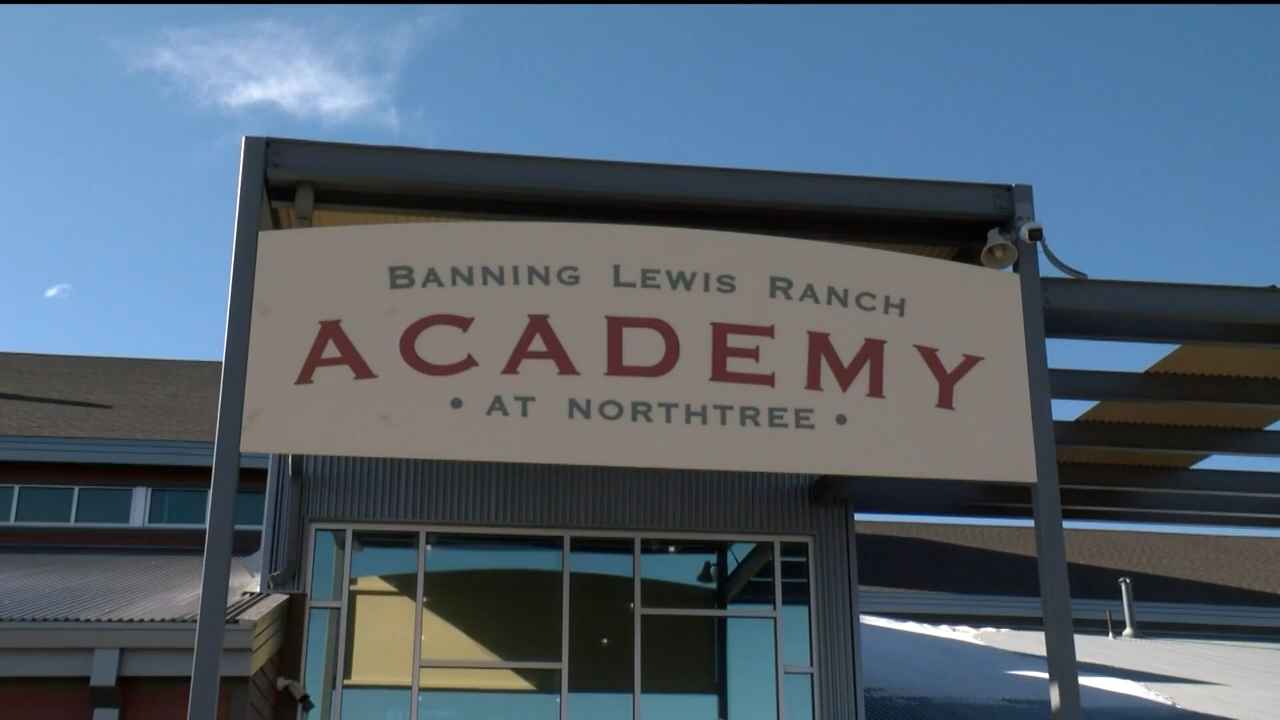 BANNING LEWIS RANCH
ACADEMY
• AT NORTHTREE •